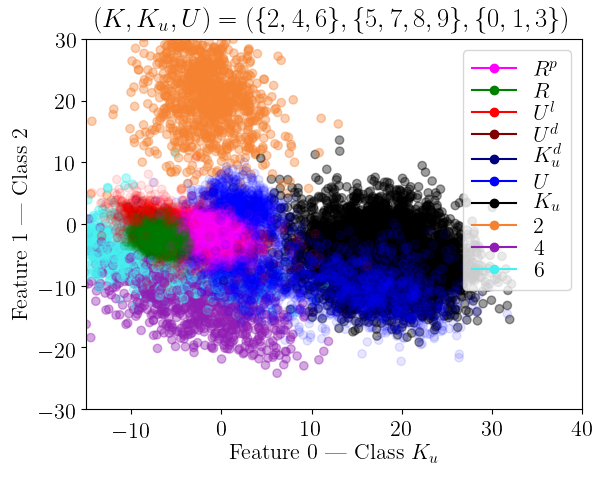 (K, K_u, U) = ({2, 4, 6}, {5, 7, 8, 9}, {0, 1, 3})
30
20
10
0
−10
−20
−30
Feature 1 — Class 2
R^p
R
U^l
U^d
K_u^d
U
K_u
2
4
6
−10
0
10
20
30
40
Feature 0 — Class K_u